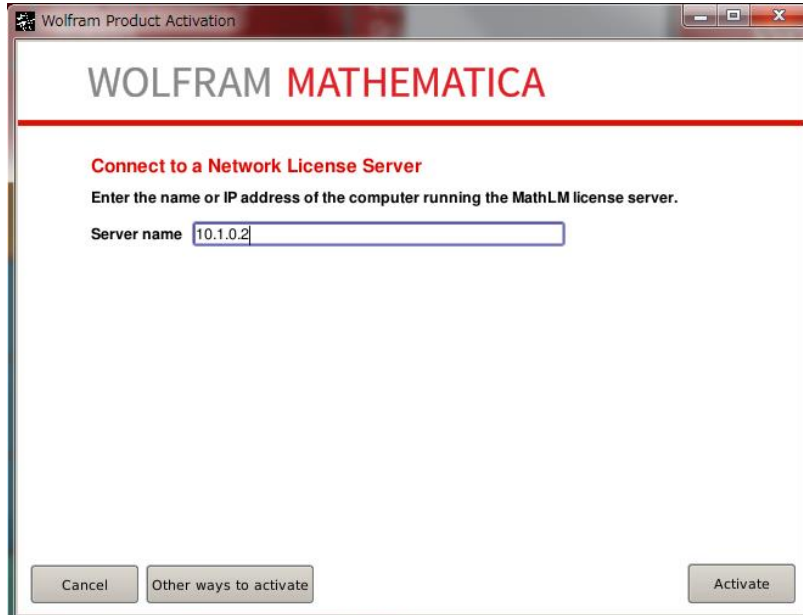 Wolfram Product Activation
WOLFRAM MATHEMATICA
Connect to a Network License Server
Enter the name or IP address of the computer running the MathLM license server.
Server name 10.1.0.2
Cancel Other ways to activate Activate